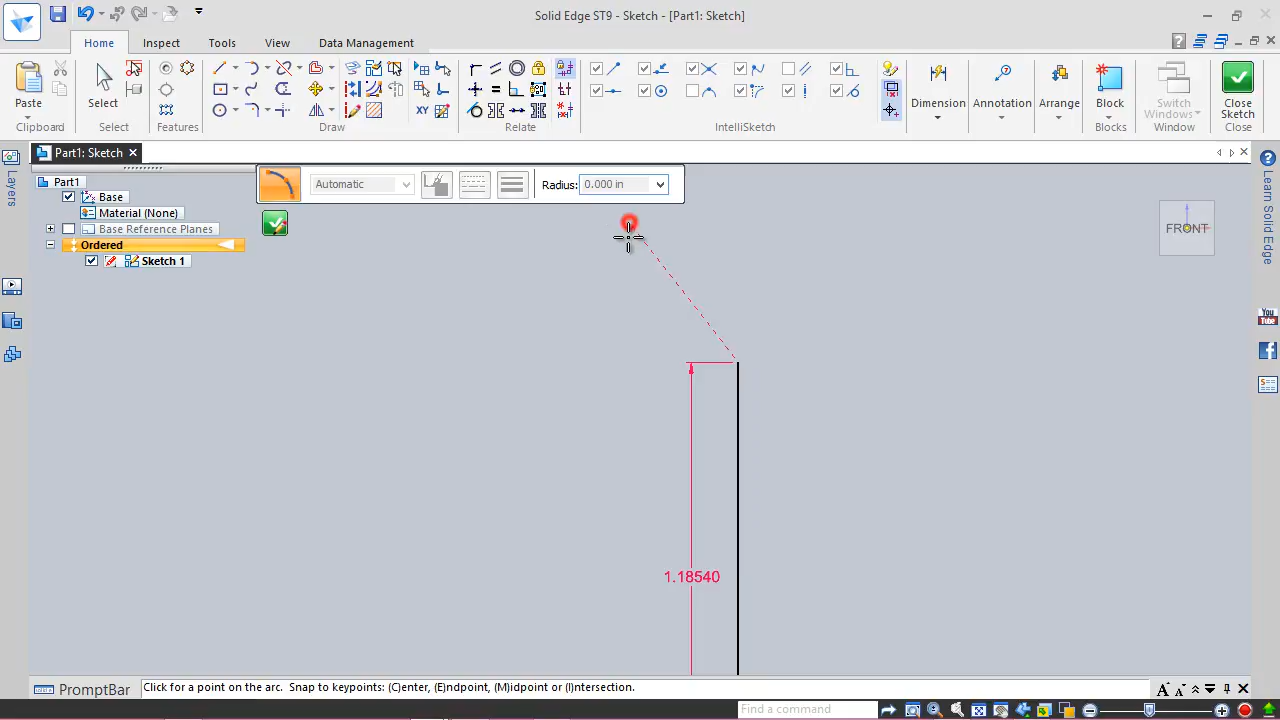 Solid Edge ST9 - Sketch - [Part1: Sketch]
Home Inspect Tools View Data Management
Paste
Select
Dimension
Annotation
Arrange
Block
Switch Windows
Close Sketch
Clipboard Select Features Draw Relate IntelliSketch Blocks Window Close
Part1: Sketch
Layers
Learn Solid Edge
Part1
Base
Material (None)
Base Reference Planes
Ordered
Sketch 1
Automatic
Radius: 0.000 in
FRONT
You Tube
1.18540
PromptBar
Click for a point on the arc. Snap to keypoints: (C)enter, (E)ndpoint, (M)idpoint or (I)ntersection.
Find a command